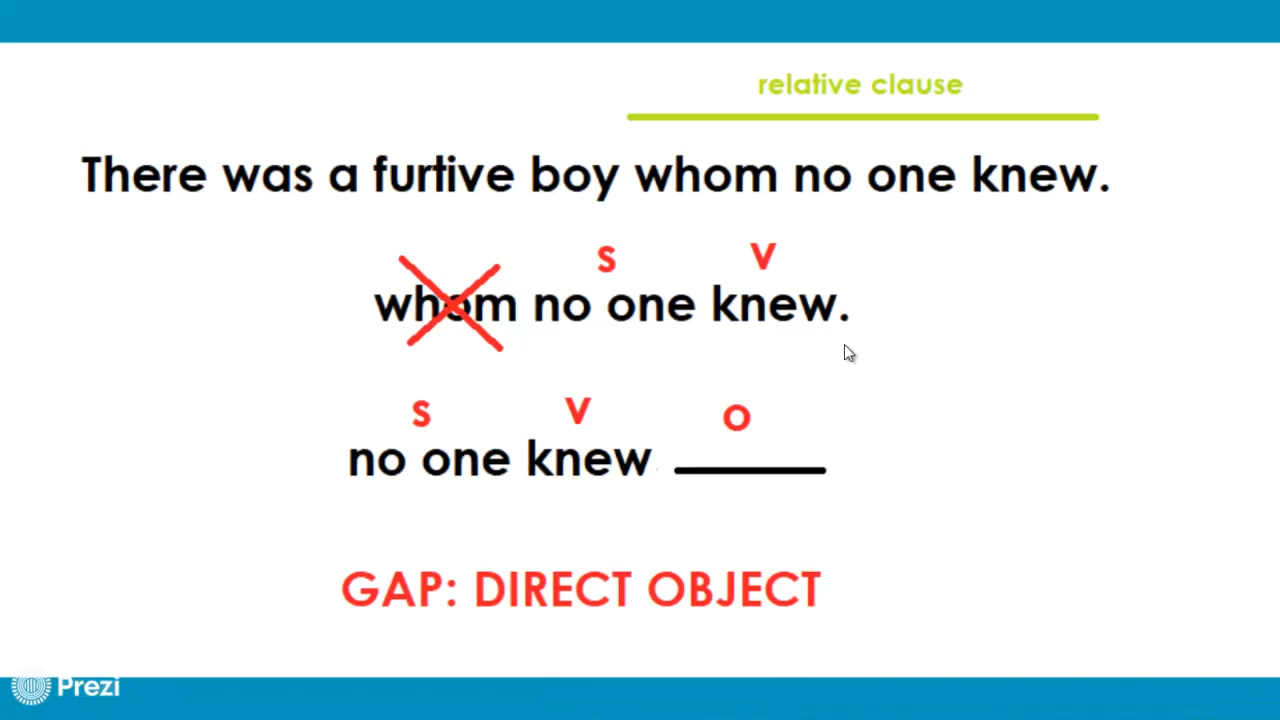 relative clause
There was a furtive boy whom no one knew.
s v
whom no one knew.
s v o
no one knew
GAP: DIRECT OBJECT
Prezi